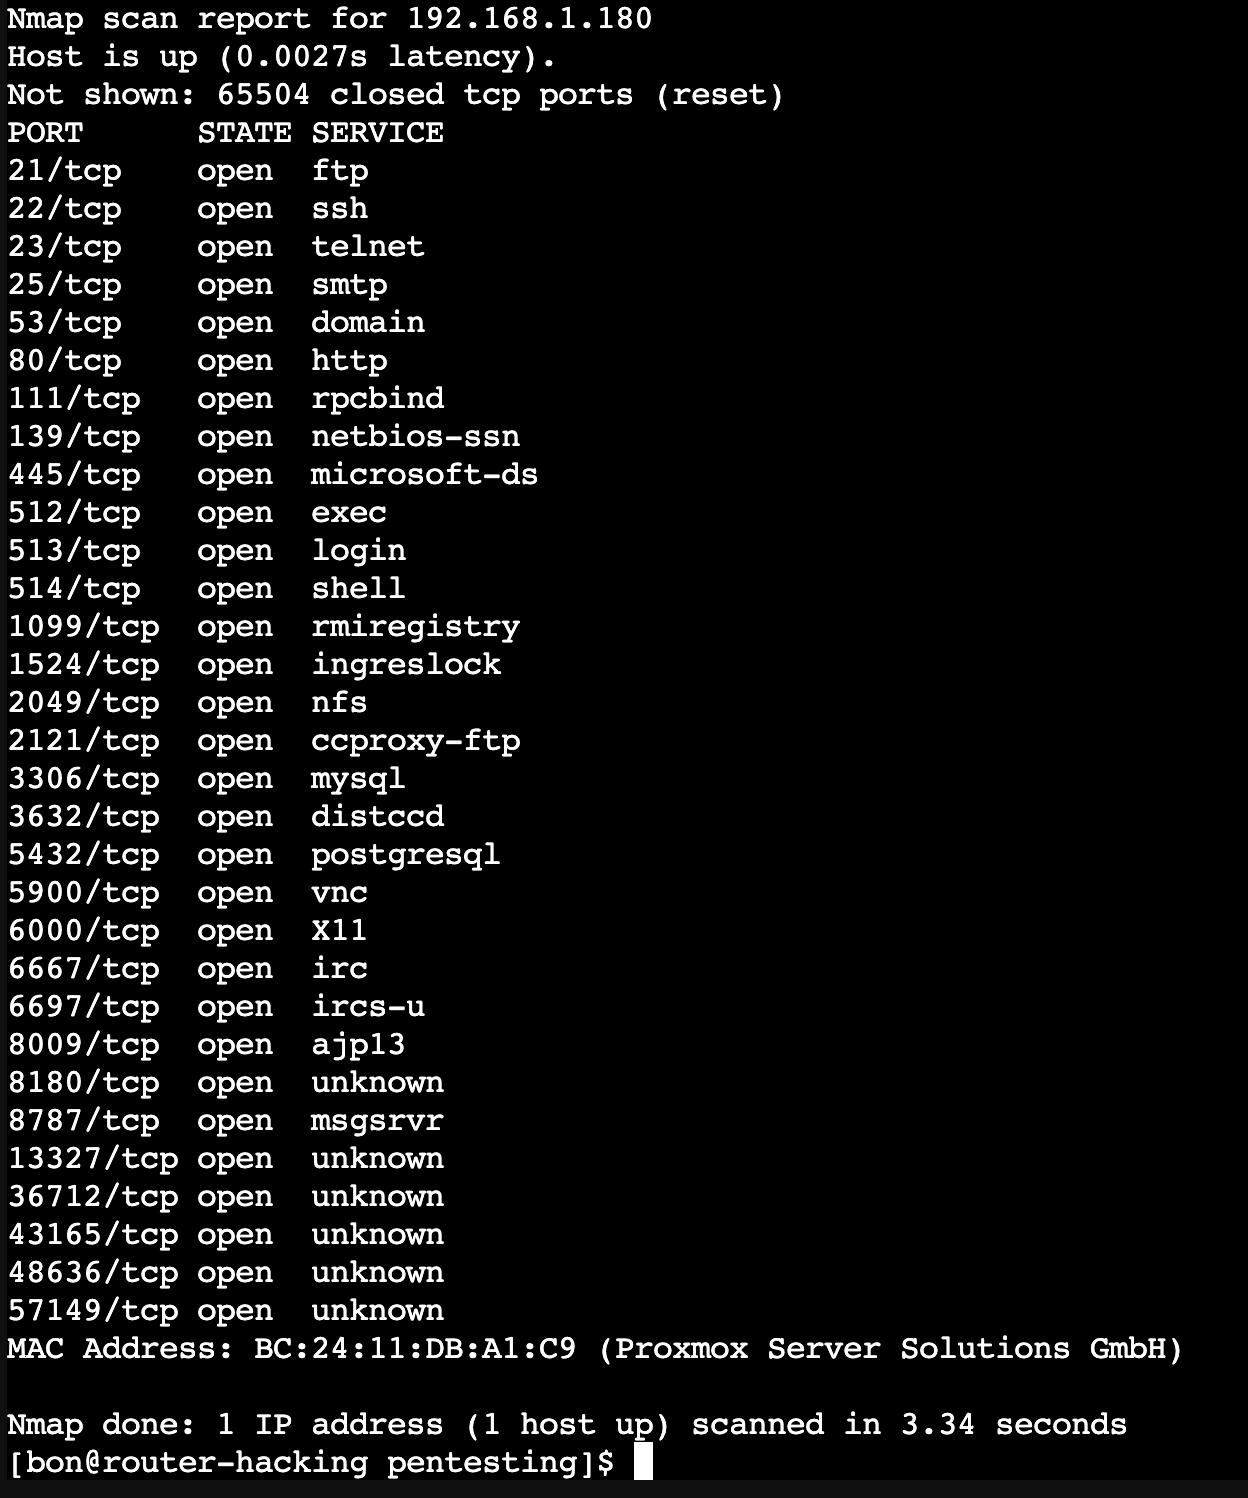 Nmap scan report for 192.168.1.180
Host is up (0.0027s latency).
Not shown: 65504 closed tcp ports (reset)
PORT      STATE SERVICE
21/tcp    open  ftp
22/tcp    open  ssh
23/tcp    open  telnet
25/tcp    open  smtp
53/tcp    open  domain
80/tcp    open  http
111/tcp   open  rpcbind
139/tcp   open  netbios-ssn
445/tcp   open  microsoft-ds
512/tcp   open  exec
513/tcp   open  login
514/tcp   open  shell
1099/tcp  open  rmiregistry
1524/tcp  open  ingreslock
2049/tcp  open  nfs
2121/tcp  open  ccproxy-ftp
3306/tcp  open  mysql
3632/tcp  open  distccd
5432/tcp  open  postgresql
5900/tcp  open  vnc
6000/tcp  open  X11
6667/tcp  open  irc
6697/tcp  open  ircs-u
8009/tcp  open  ajp13
8180/tcp  open  unknown
8787/tcp  open  msgsrvr
13327/tcp open  unknown
36712/tcp open  unknown
43165/tcp open  unknown
48636/tcp open  unknown
57149/tcp open  unknown
MAC Address: BC:24:11:DB:A1:C9 (Proxmox Server Solutions GmbH)
Nmap done: 1 IP address (1 host up) scanned in 3.34 seconds
[bon@router-hacking pentesting]$